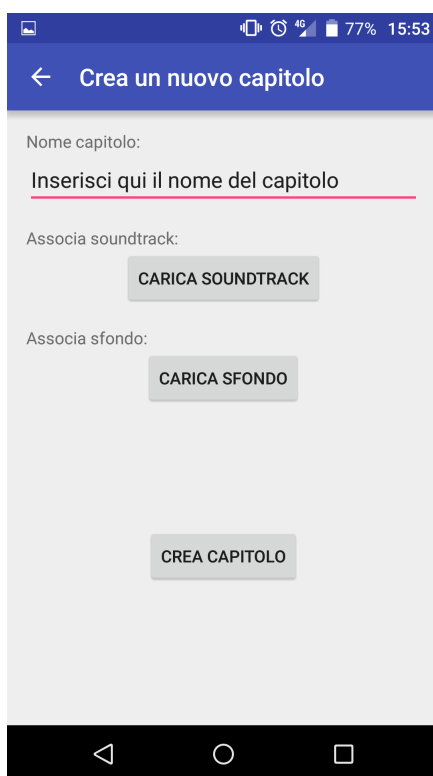 4G 77% 15:53
Crea un nuovo capitolo
Nome capitolo:
Inserisci qui il nome del capitolo
Associa soundtrack:
CARICA SOUNDTRACK
Associa sfondo:
CARICA SFONDO
CREA CAPITOLO